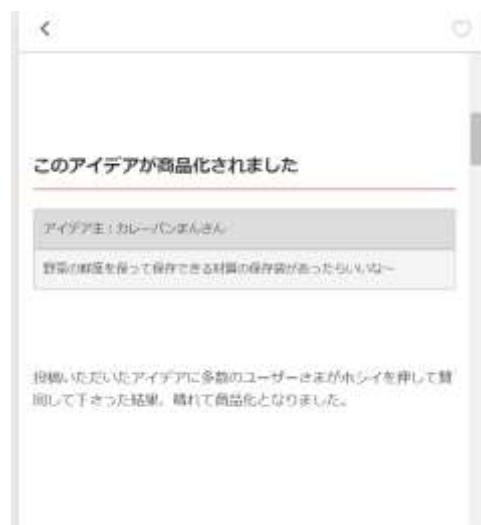 このアイデアが商品化されました
アイデア主：カレーパンまんさん
野菜の鮮度を保って保存できる材質の保存袋があったらいいな〜
投稿いただいたアイデアに多数のユーザーさまがホシイを押して賛
同して下さった結果、晴れて商品化となりました。